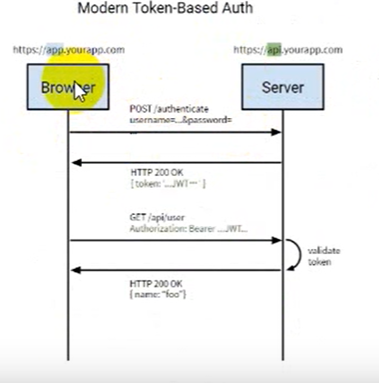 Modern Token-Based Auth
https://app.yourapp.com
https://api.yourapp.com
Browser
Server
POST /authenticate
username=...&password=
...
HTTP 200 OK
{ token: '...JWT...' }
GET /api/user
Authorization: Bearer ...JWT...
validate
token
HTTP 200 OK
{ name: "foo"}